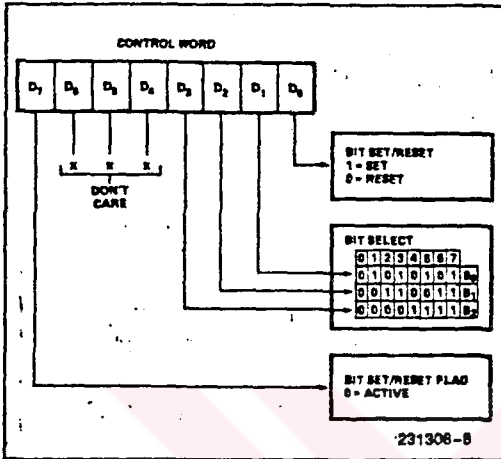 CONTROL WORD
D7 D6 D5 D4 D3 D2 D1 D0
X X X
DON'T
CARE
BIT SET/RESET
1 = SET
0 = RESET
BIT SELECT
0 1 2 3 4 5 6 7
0 1 0 1 0 1 0 1 B0
0 0 1 1 0 0 1 1 B1
0 0 0 0 1 1 1 1 B2
BIT SET/RESET FLAG
0 = ACTIVE
231306-6